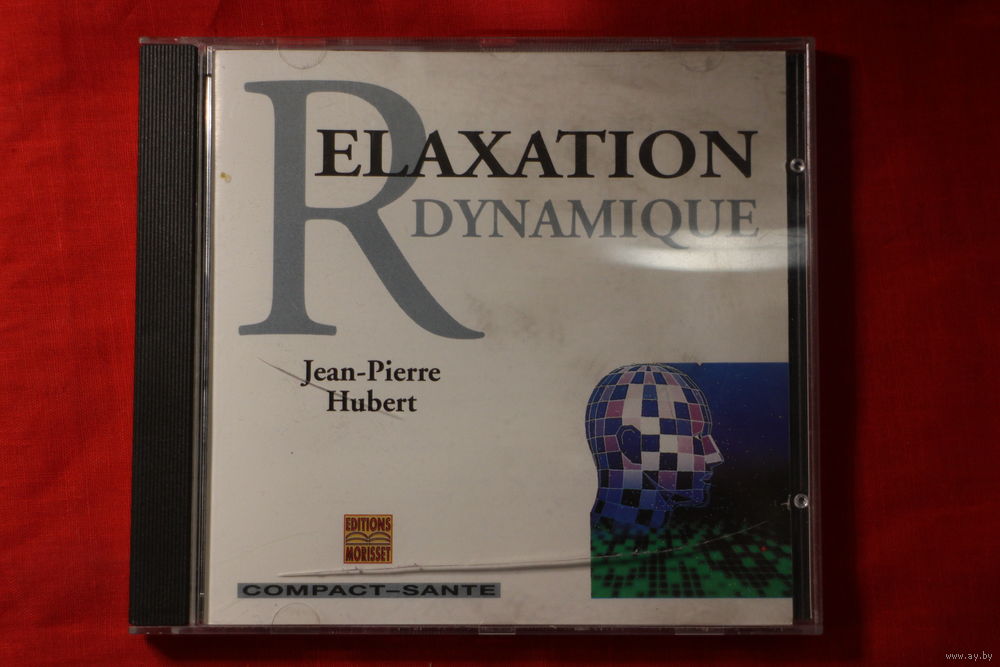 RELAXATION
DYNAMIQUE
Jean-Pierre
Hubert
EDITIONS
MORISSET
COMPACT-SANTE
www.ay.by